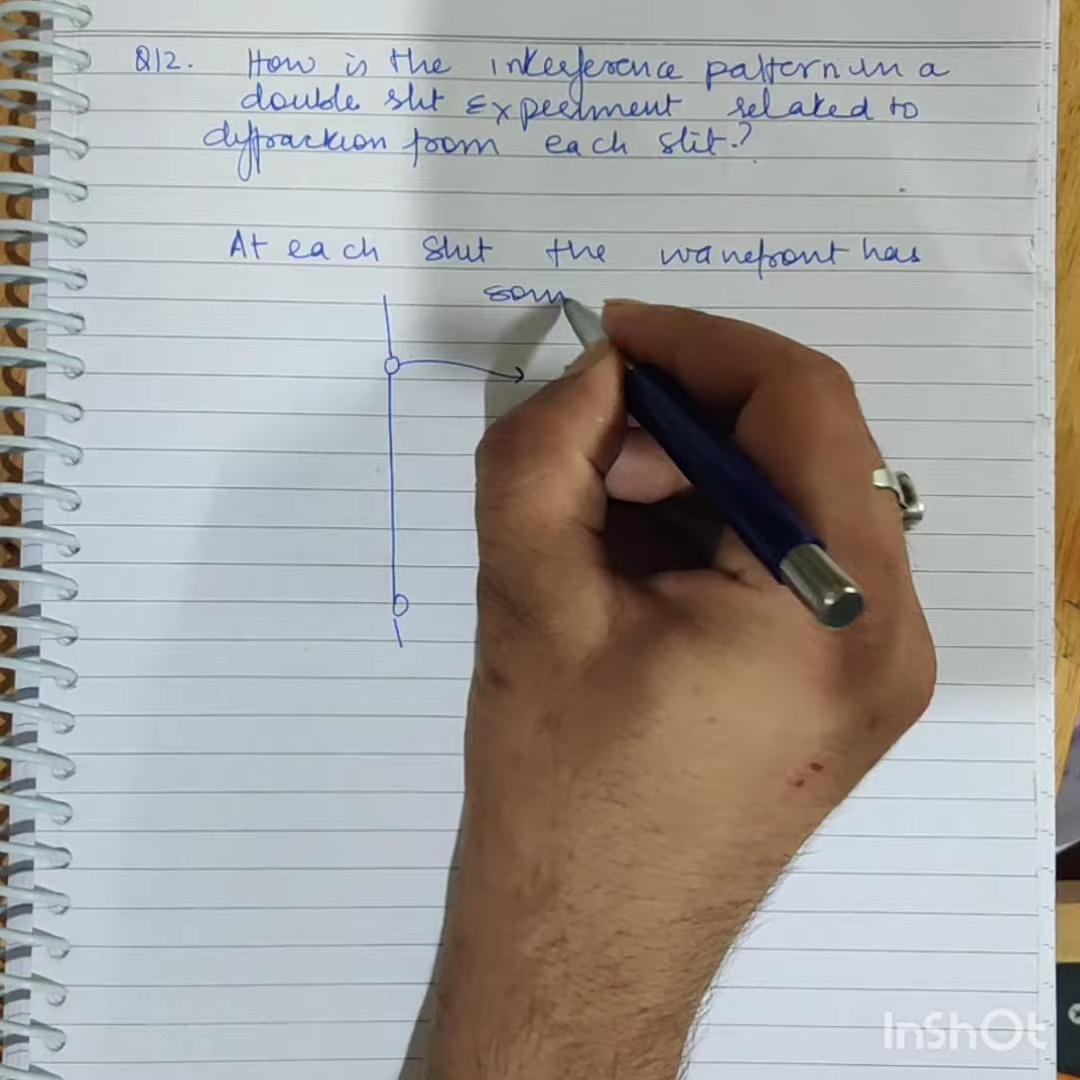 Q12. How is the interference pattern in a
double slit Experiment related to
diffraction from each slit?
At each slit the wavefront has
som
InShOt